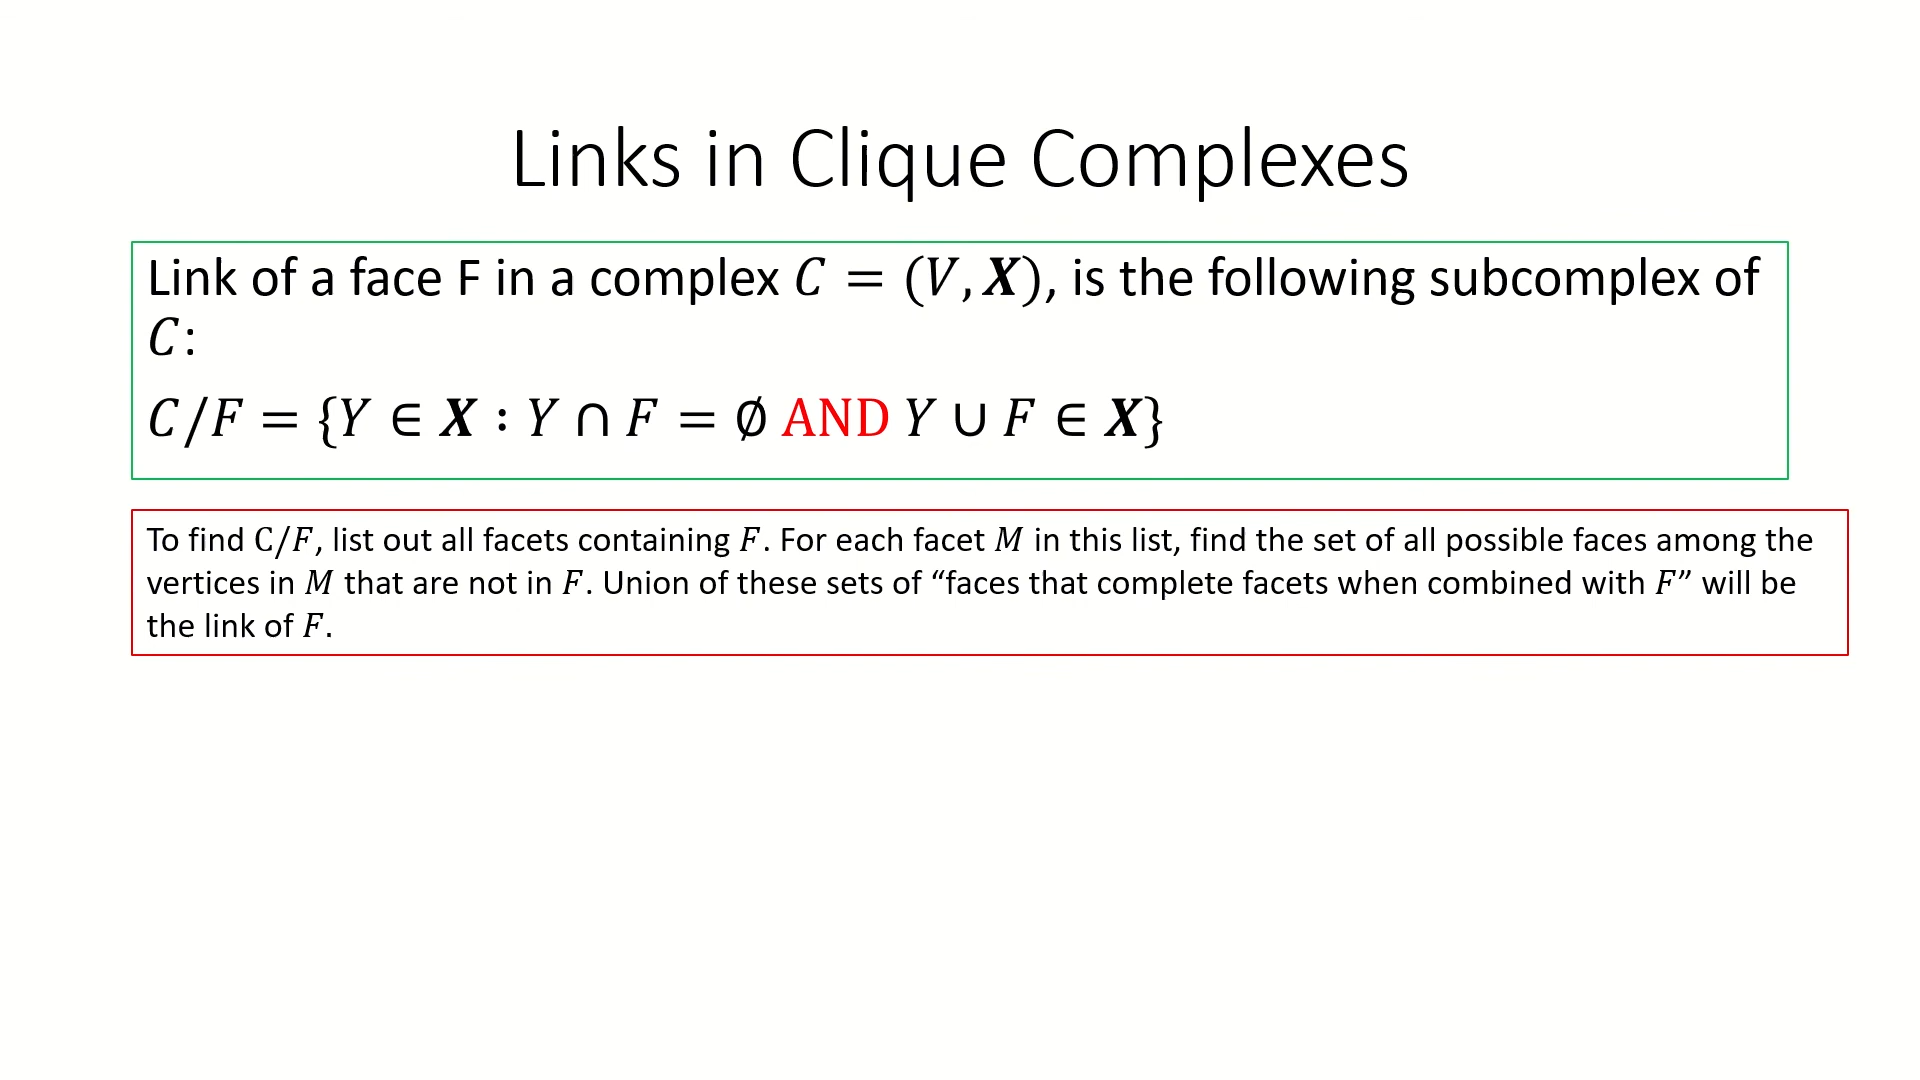 Links in Clique Complexes
Link of a face F in a complex 𝐶 = (𝑉, 𝑿), is the following subcomplex of
𝐶:
𝐶/𝐹 = {𝑌 ∈ 𝑿 ∶ 𝑌 ∩ 𝐹 = ∅ AND 𝑌 ∪ 𝐹 ∈ 𝑿}
To find C/𝐹, list out all facets containing 𝐹. For each facet 𝑀 in this list, find the set of all possible faces among the
vertices in 𝑀 that are not in 𝐹. Union of these sets of “faces that complete facets when combined with 𝐹” will be
the link of 𝐹.